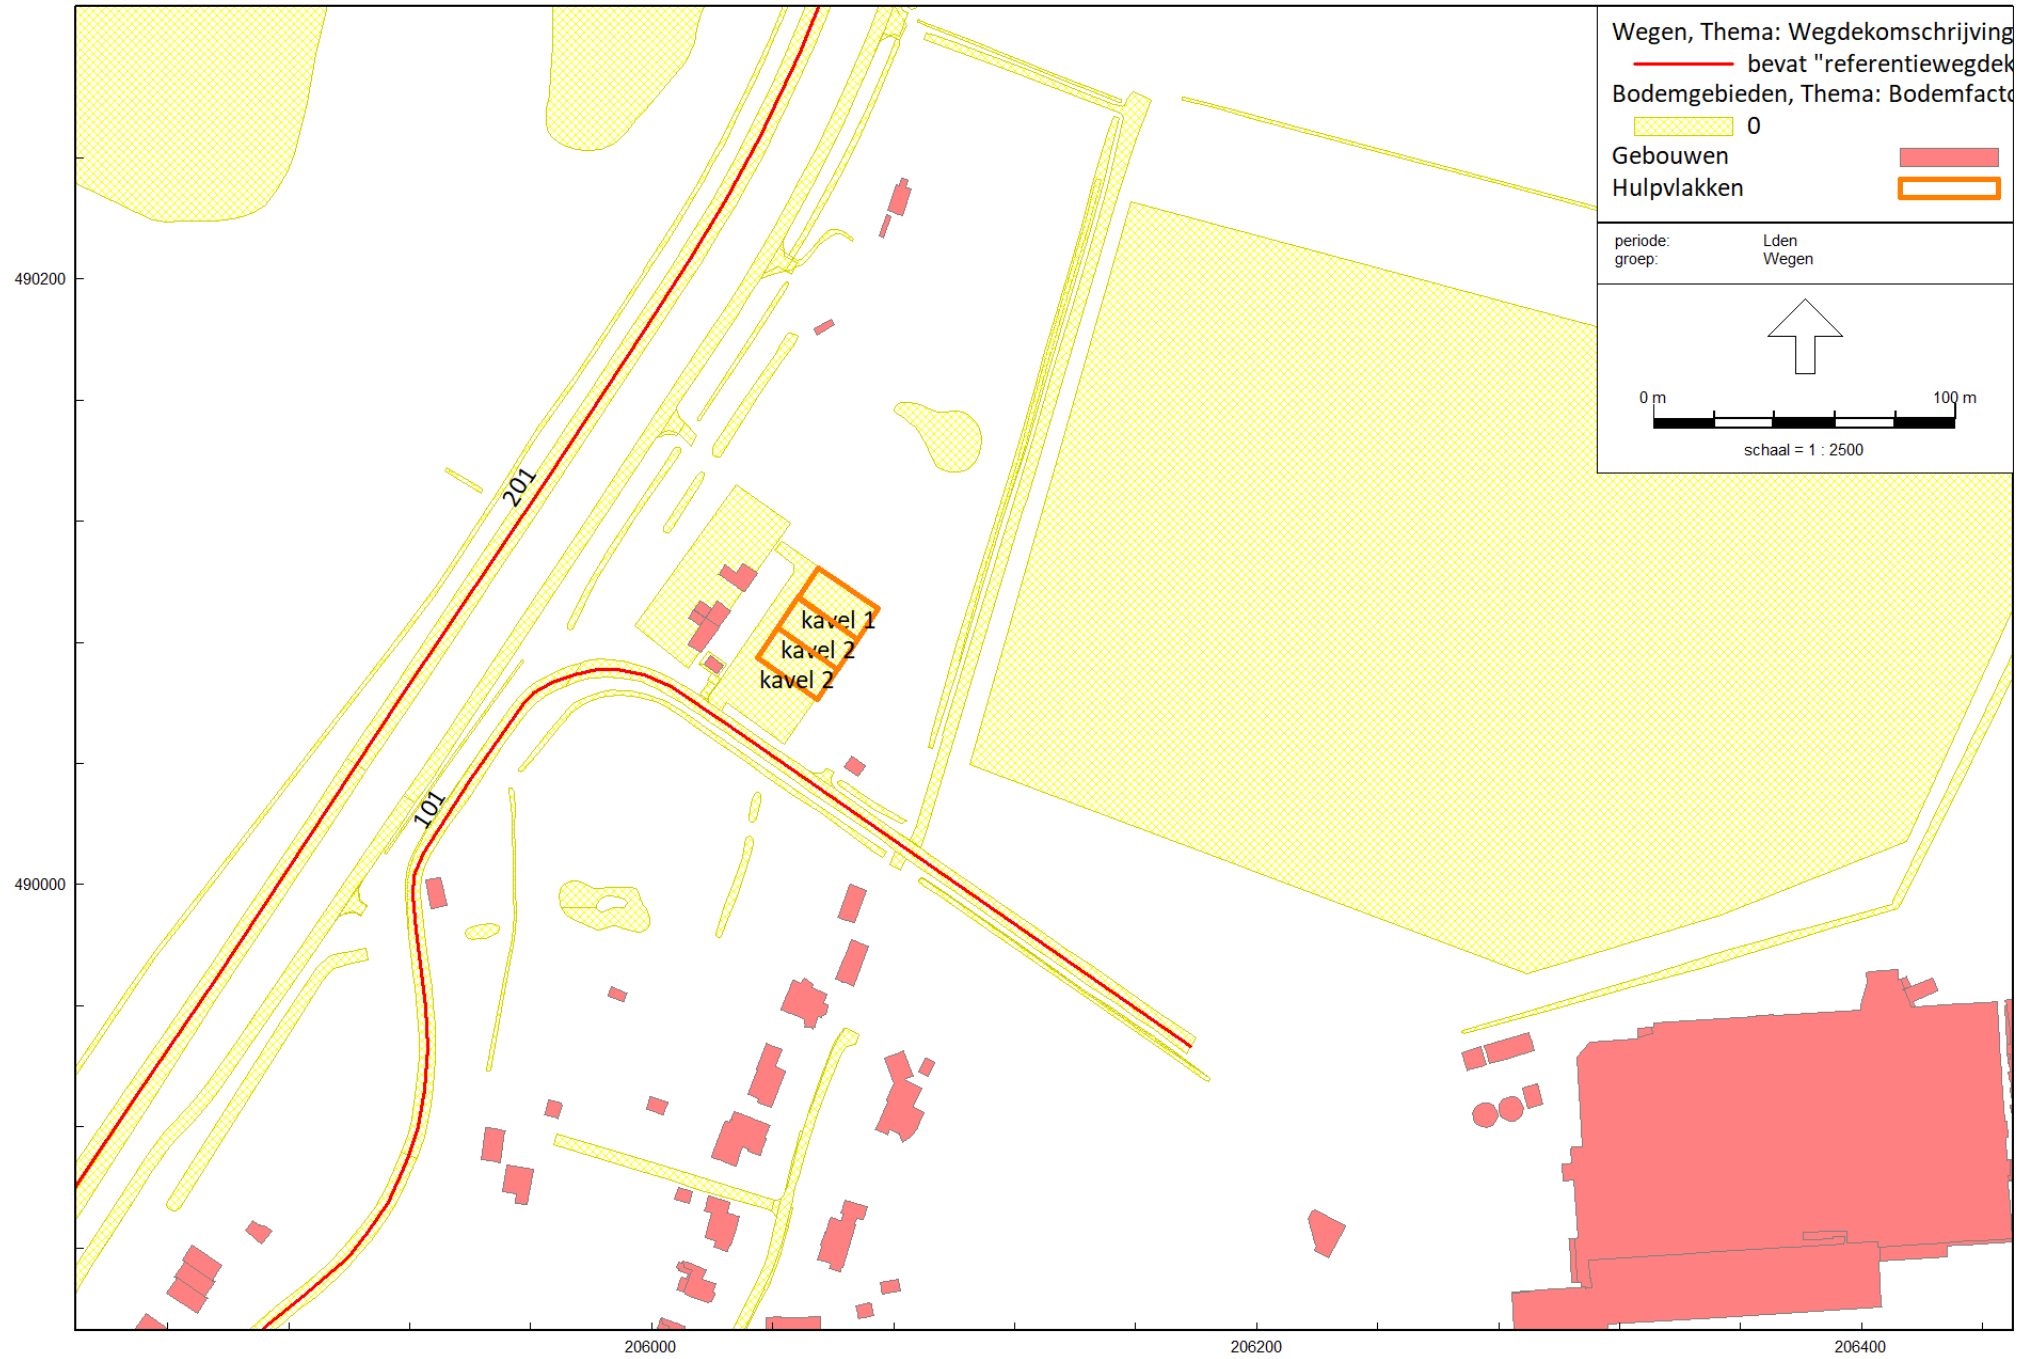 Wegen, Thema: Wegdekomschrijving
bevat "referentiewegdek
Bodemgebieden, Thema: Bodemfacto
0
Gebouwen
Hulpvlakken
periode: Lden
groep: Wegen
0 m 100 m
schaal = 1 : 2500
490200
201
kavel 1
kavel 2
kavel 2
101
490000
206000 206200 206400